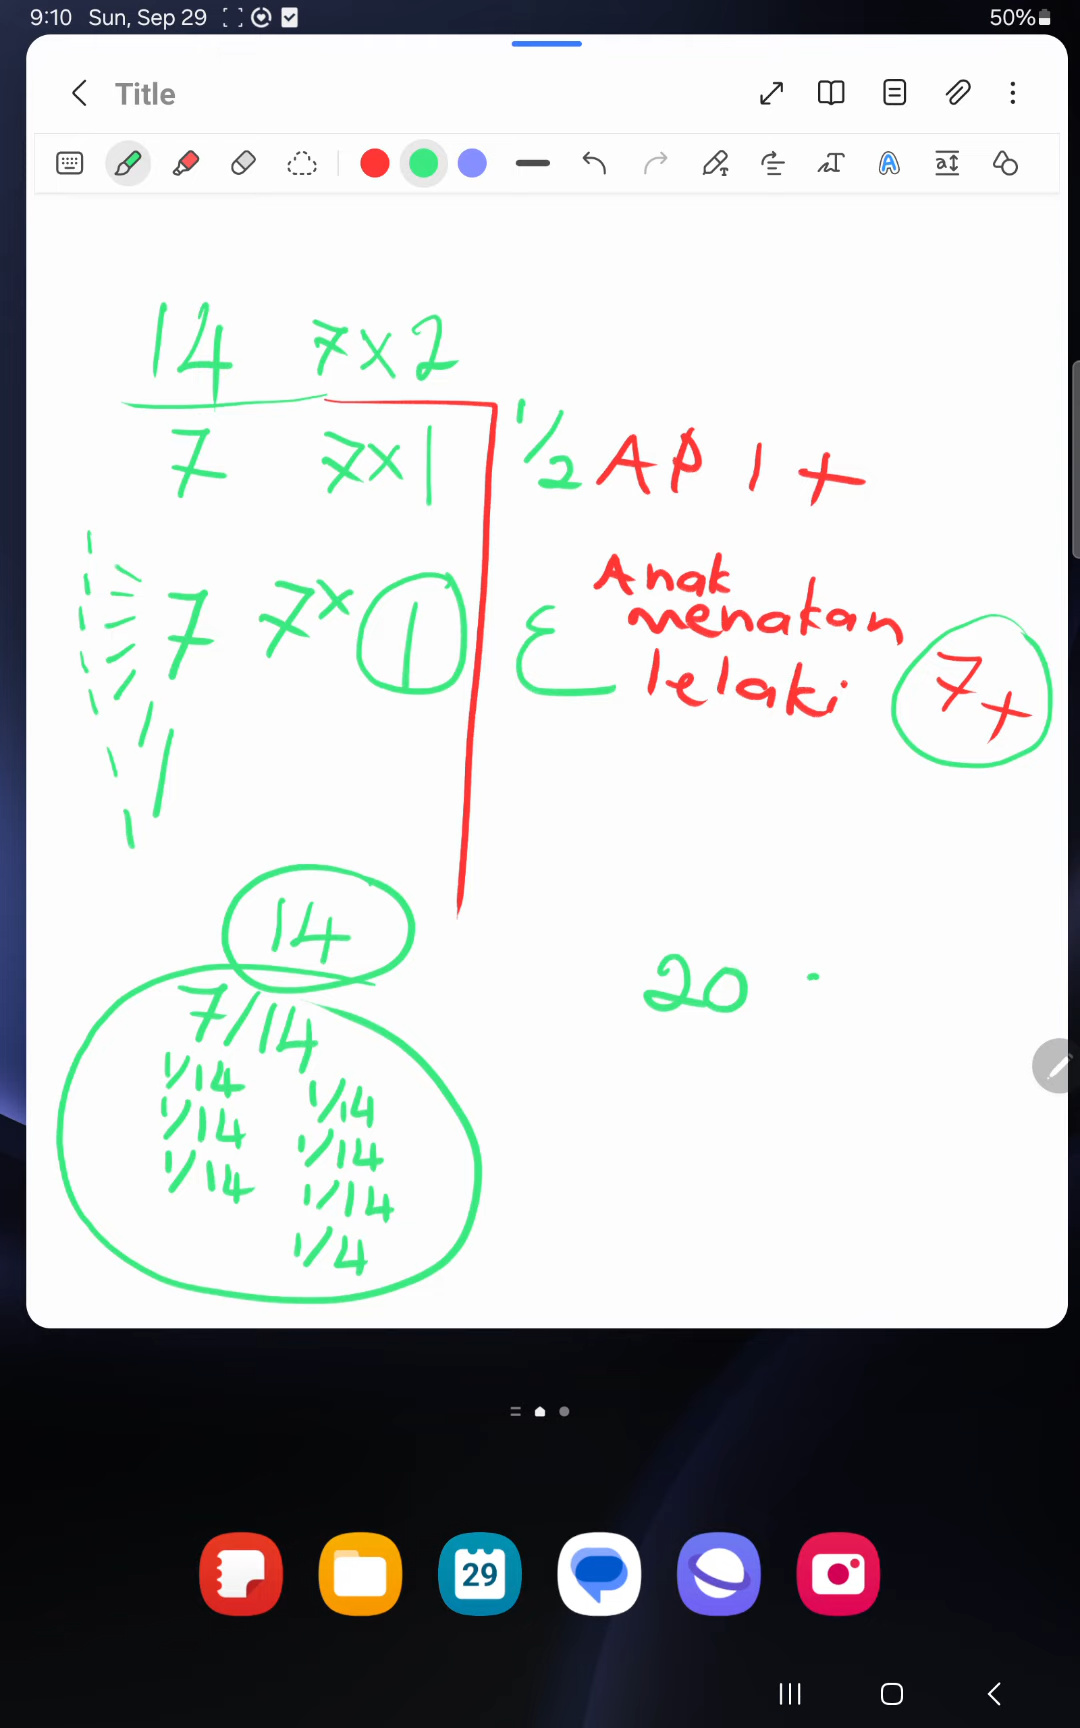 9:10 Sun, Sep 29 50%
Title
14 7x2
7 7x1 1/2 AP 1 +
7 7x 1
Anak
menakan
lelaki 7+
14
7/14
1/14 1/14
1/14 1/14
1/14 1/14
1/4
20
29